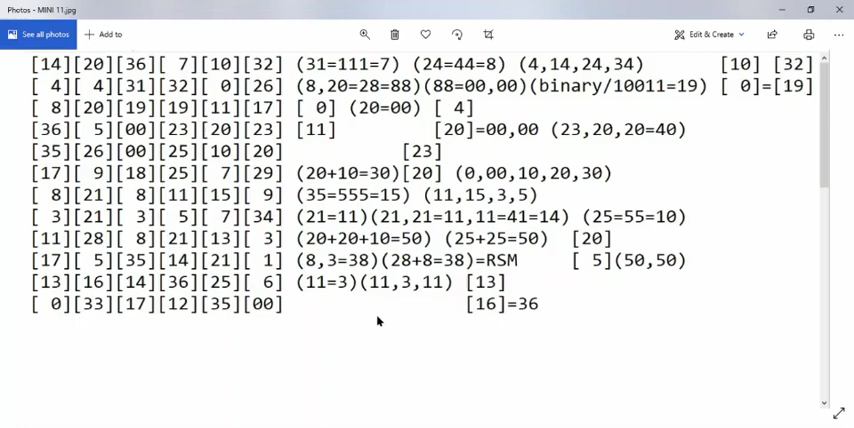 Photos - MINI 11.jpg
See all photos + Add to Edit & Create
[14][20][36][ 7][10][32] (31=111=7) (24=44=8) (4,14,24,34) [10] [32]
[ 4][ 4][31][32][ 0][26] (8,20=28=88)(88=00,00)(binary/10011=19) [ 0]=[19]
[ 8][20][19][19][11][17] [ 0] (20=00) [ 4]
[36][ 5][00][23][20][23] [11] [20]=00,00 (23,20,20=40)
[35][26][00][25][10][20] [23]
[17][ 9][18][25][ 7][29] (20+10=30)[20] (0,00,10,20,30)
[ 8][21][ 8][11][15][ 9] (35=555=15) (11,15,3,5)
[ 3][21][ 3][ 5][ 7][34] (21=11)(21,21=11,11=41=14) (25=55=10)
[11][28][ 8][21][13][ 3] (20+20+10=50) (25+25=50) [20]
[17][ 5][35][14][21][ 1] (8,3=38)(28+8=38)=RSM [ 5](50,50)
[13][16][14][36][25][ 6] (11=3)(11,3,11) [13]
[ 0][33][17][12][35][00] [16]=36